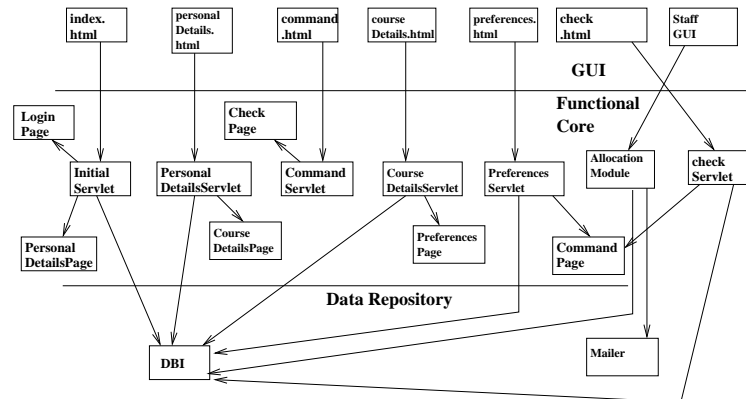 index.
html
personal
Details.
html
command
.html
course
Details.html
preferences.
html
check
.html
Staff
GUI
GUI
Functional
Core
Login
Page
Check
Page
Initial
Servlet
Personal
DetailsServlet
Command
Servlet
Course
DetailsServlet
Preferences
Servlet
Allocation
Module
check
Servlet
Personal
DetailsPage
Course
DetailsPage
Preferences
Page
Command
Page
Data Repository
DBI
Mailer